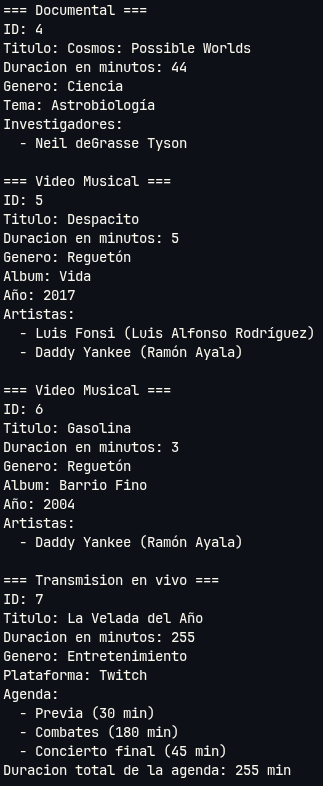 === Documental ===
ID: 4
Titulo: Cosmos: Possible Worlds
Duracion en minutos: 44
Genero: Ciencia
Tema: Astrobiología
Investigadores:
  - Neil deGrasse Tyson

=== Video Musical ===
ID: 5
Titulo: Despacito
Duracion en minutos: 5
Genero: Reguetón
Album: Vida
Año: 2017
Artistas:
  - Luis Fonsi (Luis Alfonso Rodríguez)
  - Daddy Yankee (Ramón Ayala)

=== Video Musical ===
ID: 6
Titulo: Gasolina
Duracion en minutos: 3
Genero: Reguetón
Album: Barrio Fino
Año: 2004
Artistas:
  - Daddy Yankee (Ramón Ayala)

=== Transmision en vivo ===
ID: 7
Titulo: La Velada del Año
Duracion en minutos: 255
Genero: Entretenimiento
Plataforma: Twitch
Agenda:
  - Previa (30 min)
  - Combates (180 min)
  - Concierto final (45 min)
Duracion total de la agenda: 255 min